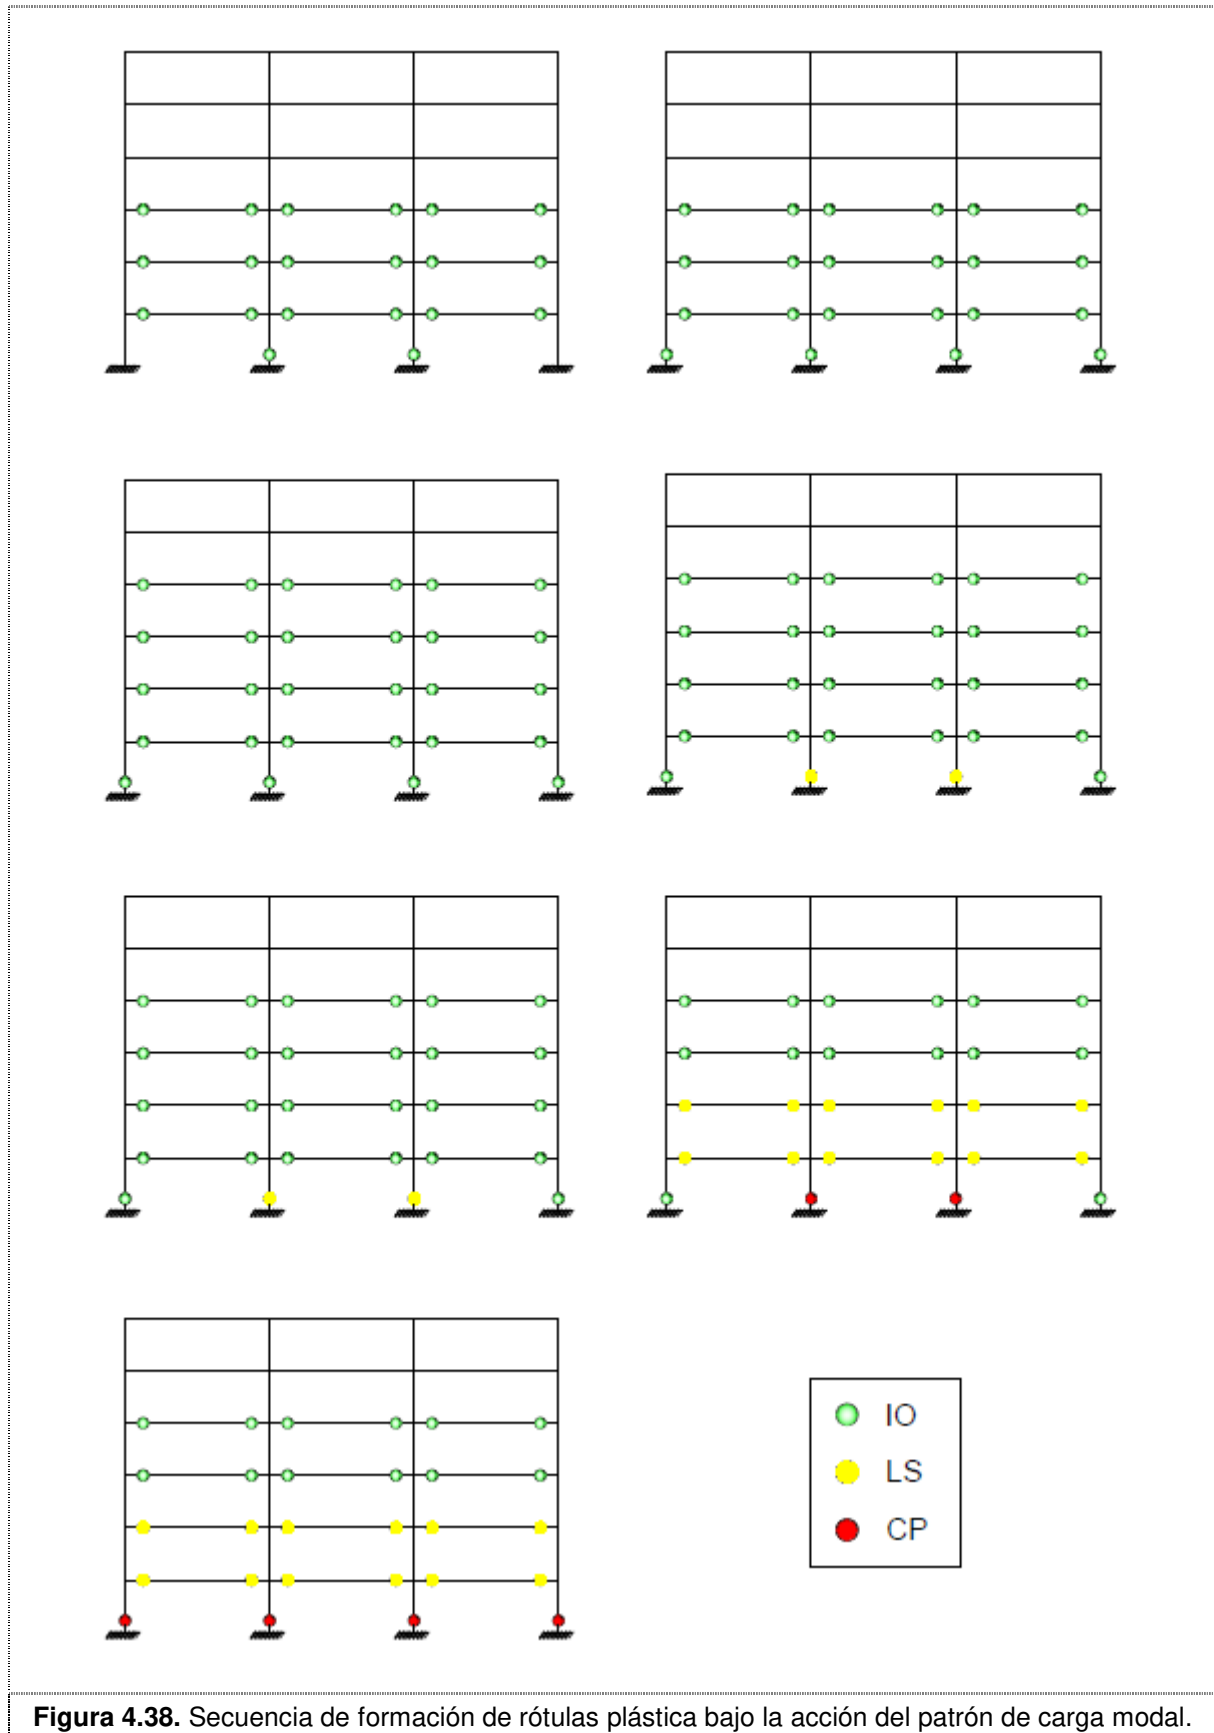 IO
LS
CP
Figura 4.38. Secuencia de formación de rótulas plástica bajo la acción del patrón de carga modal.